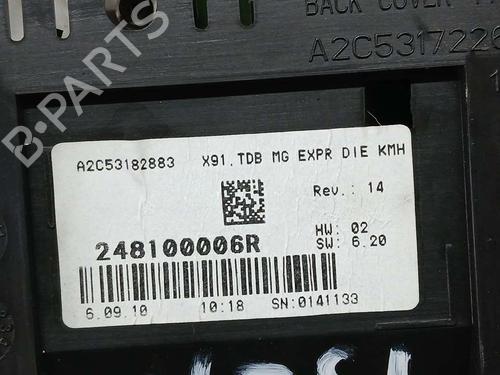 BACK COVER
A2C5317226
A2C53182883 X91.TDB MG EXPR DIE KMH
Rev.: 14
HW: 02
248100006R SW: 6.20
6.09.10 10:18 SN:0141133
B-PARTS